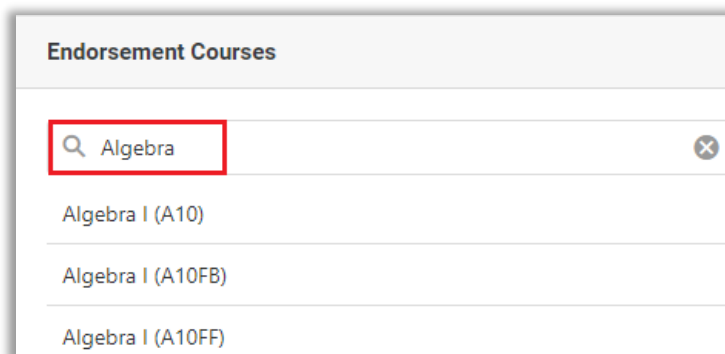 Endorsement Courses
Algebra
Algebra I (A10)
Algebra I (A10FB)
Algebra I (A10FF)